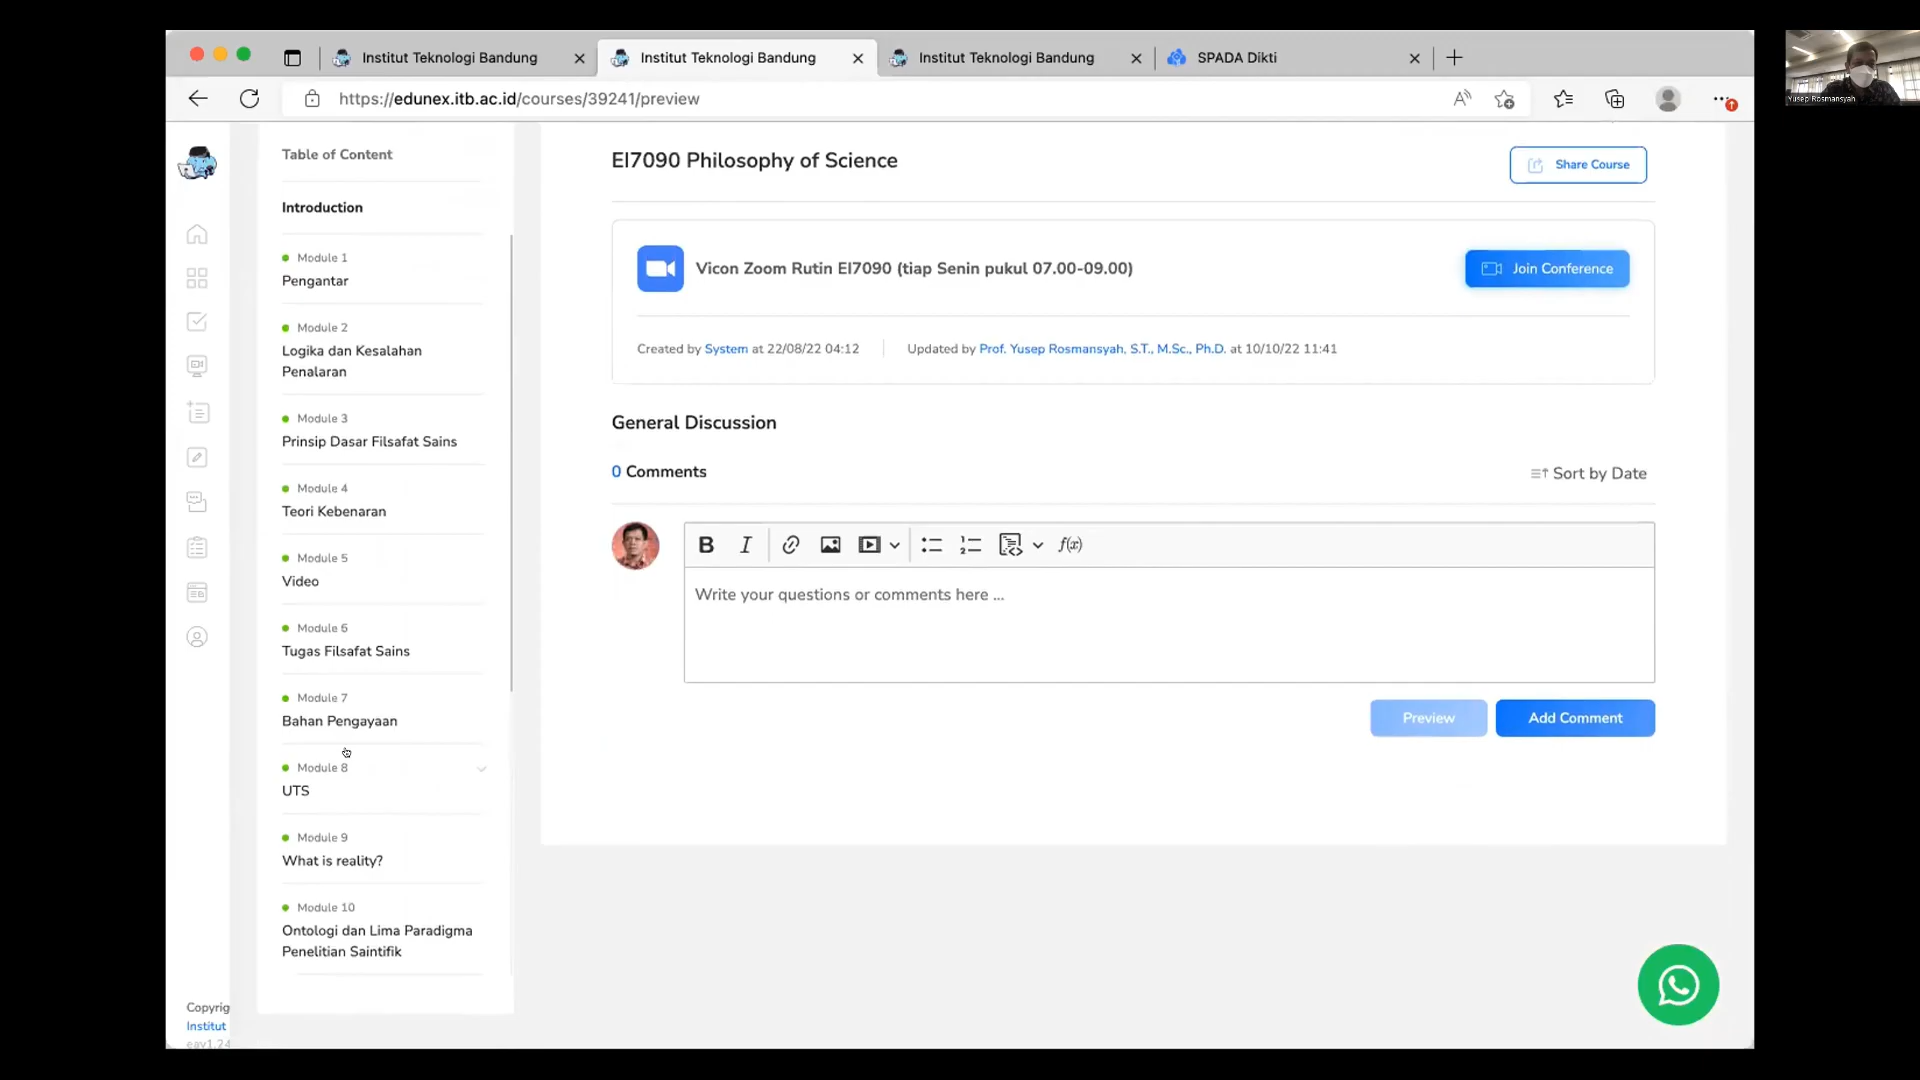 Institut Teknologi Bandung
Institut Teknologi Bandung
Institut Teknologi Bandung
SPADA Dikti
https://edunex.itb.ac.id/courses/39241/preview
Yusep Rosmansyah
Table of Content
Introduction
Module 1
Pengantar
Module 2
Logika dan Kesalahan
Penalaran
Module 3
Prinsip Dasar Filsafat Sains
Module 4
Teori Kebenaran
Module 5
Video
Module 6
Tugas Filsafat Sains
Module 7
Bahan Pengayaan
Module 8
UTS
Module 9
What is reality?
Module 10
Ontologi dan Lima Paradigma
Penelitian Saintifik
Copyrig
Institut
eav1.24
EI7090 Philosophy of Science
Share Course
Vicon Zoom Rutin EI7090 (tiap Senin pukul 07.00-09.00)
Join Conference
Created by System at 22/08/22 04:12
Updated by Prof. Yusep Rosmansyah, S.T., M.Sc., Ph.D. at 10/10/22 11:41
General Discussion
0 Comments
Sort by Date
B I f(x)
Write your questions or comments here ...
Preview
Add Comment